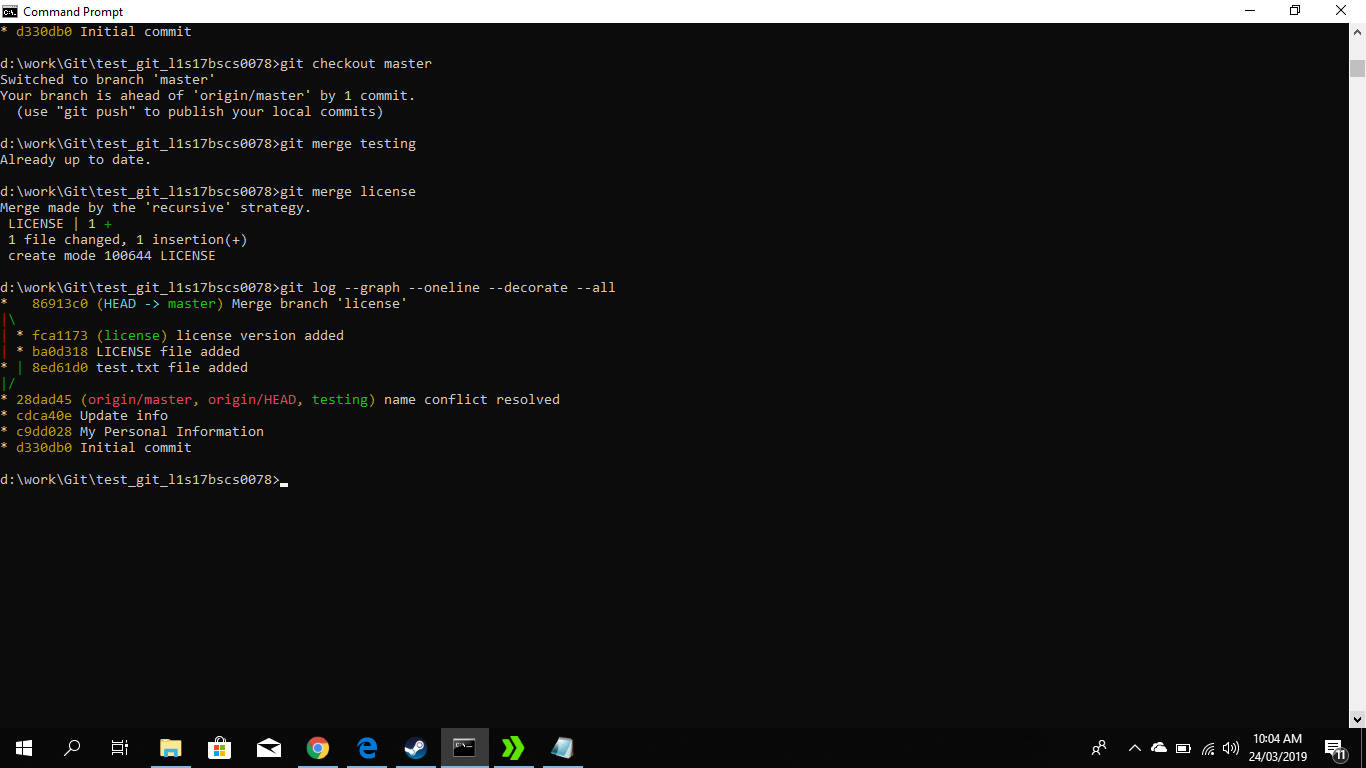 Command Prompt
* d330db0 Initial commit
d:\work\Git\test_git_l1s17bscs0078>git checkout master
Switched to branch 'master'
Your branch is ahead of 'origin/master' by 1 commit.
  (use "git push" to publish your local commits)
d:\work\Git\test_git_l1s17bscs0078>git merge testing
Already up to date.
d:\work\Git\test_git_l1s17bscs0078>git merge license
Merge made by the 'recursive' strategy.
 LICENSE | 1 +
 1 file changed, 1 insertion(+)
 create mode 100644 LICENSE
d:\work\Git\test_git_l1s17bscs0078>git log --graph --oneline --decorate --all
*   86913c0 (HEAD -> master) Merge branch 'license'
|\
| * fca1173 (license) license version added
| * ba0d318 LICENSE file added
* | 8ed61d0 test.txt file added
|/
* 28dad45 (origin/master, origin/HEAD, testing) name conflict resolved
* cdca40e Update info
* c9dd028 My Personal Information
* d330db0 Initial commit
d:\work\Git\test_git_l1s17bscs0078>
10:04 AM
24/03/2019
11